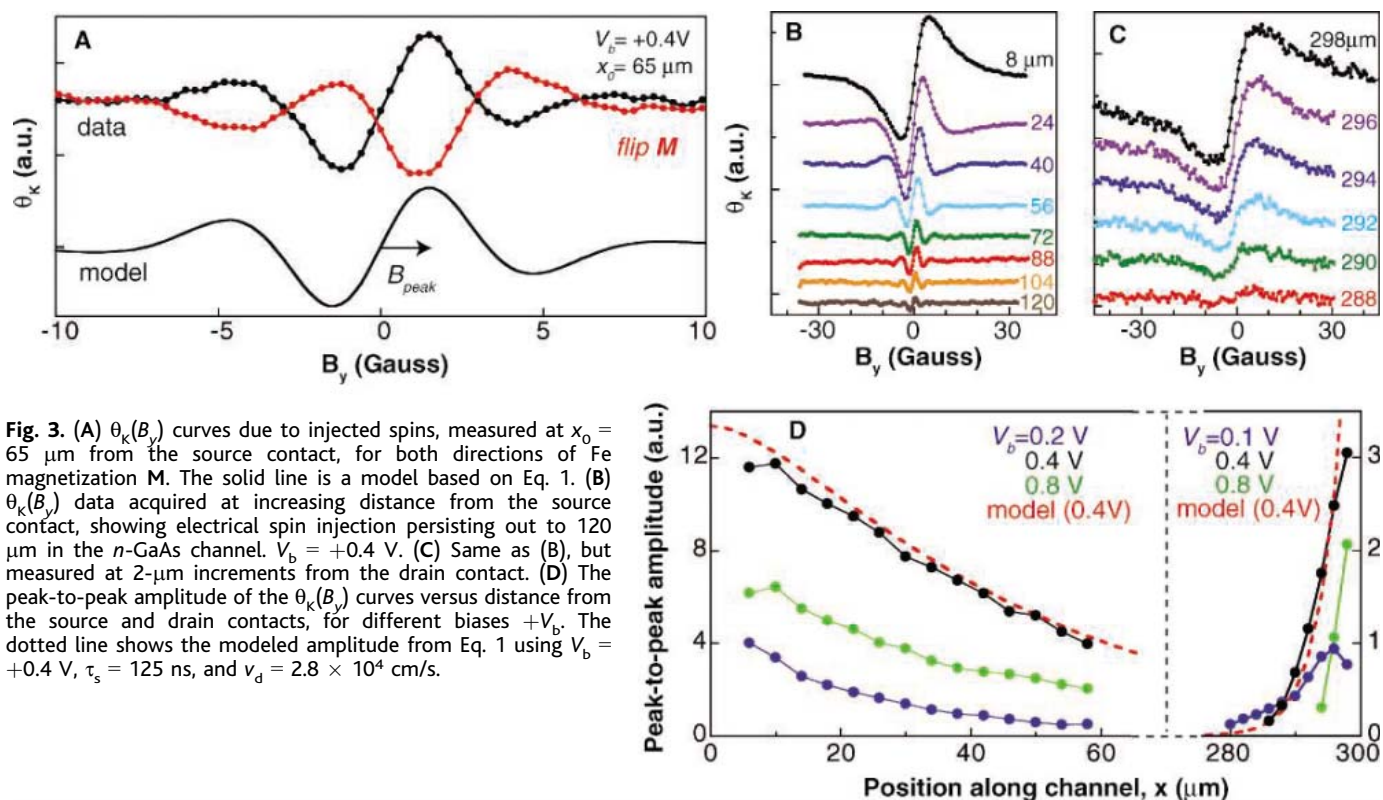 A
V_b = +0.4V
x_0 = 65 μm
data
flip M
model
B_peak
θ_K (a.u.)
-10 -5 0 5 10
B_y (Gauss)
B
8 μm
24
40
56
72
88
104
120
θ_K (a.u.)
-30 0 30
B_y (Gauss)
C
298μm
296
294
292
290
288
-30 0 30
B_y (Gauss)
Fig. 3. (A) θ_K(B_y) curves due to injected spins, measured at x_0 =
65 μm from the source contact, for both directions of Fe
magnetization M. The solid line is a model based on Eq. 1. (B)
θ_K(B_y) data acquired at increasing distance from the source
contact, showing electrical spin injection persisting out to 120
μm in the n-GaAs channel. V_b = +0.4 V. (C) Same as (B), but
measured at 2-μm increments from the drain contact. (D) The
peak-to-peak amplitude of the θ_K(B_y) curves versus distance from
the source and drain contacts, for different biases +V_b. The
dotted line shows the modeled amplitude from Eq. 1 using V_b =
+0.4 V, τ_s = 125 ns, and v_d = 2.8 × 10⁴ cm/s.
D
V_b=0.2 V
0.4 V
0.8 V
model (0.4V)
V_b=0.1 V
0.4 V
0.8 V
model (0.4V)
Peak-to-peak amplitude (a.u.)
12
8
4
0
3
2
1
0
0 20 40 60 280 300
Position along channel, x (μm)